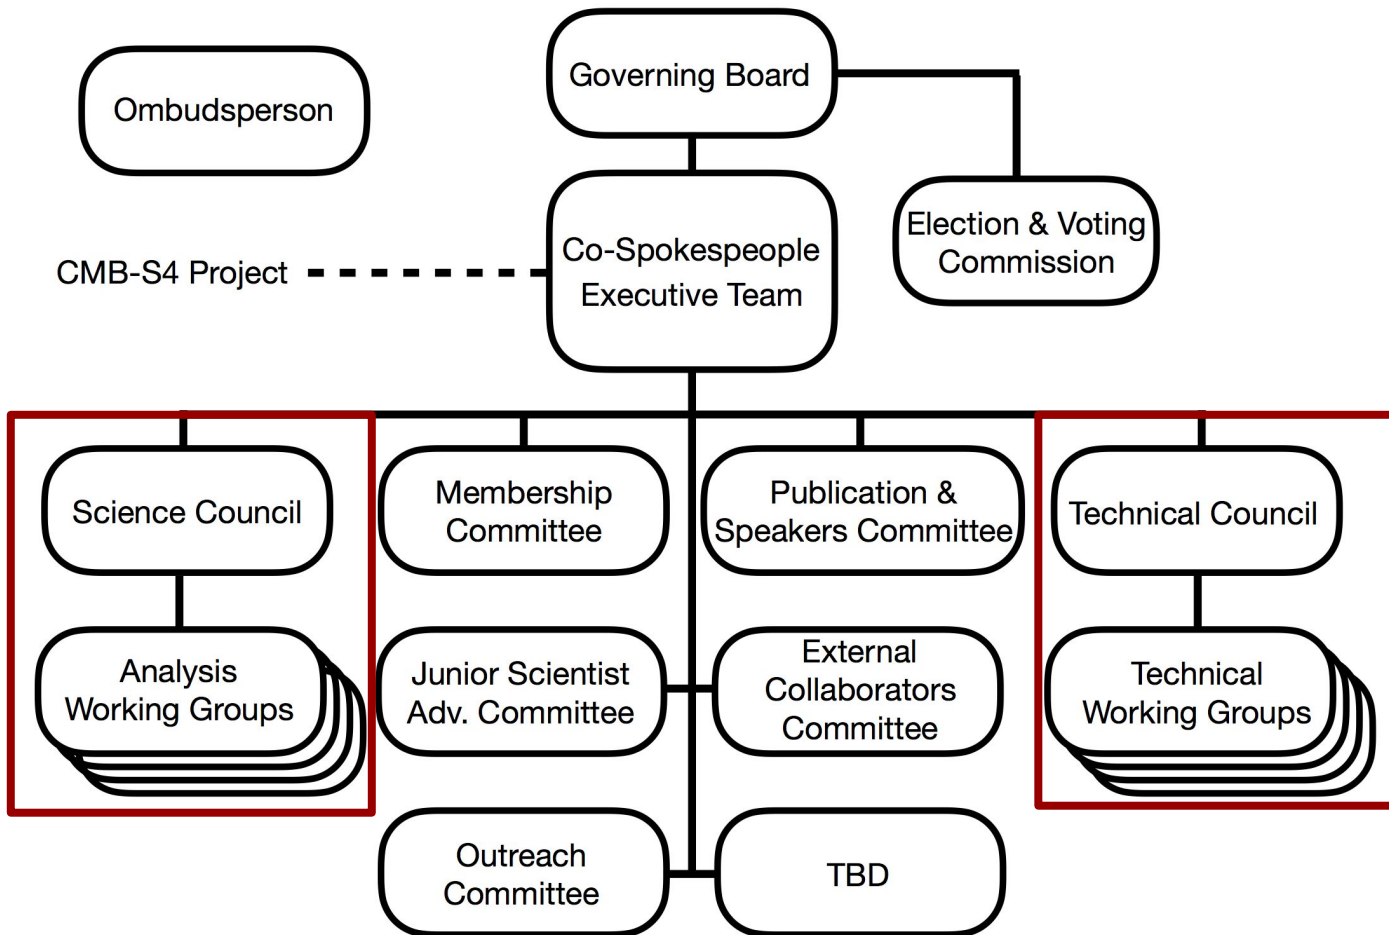 Governing Board
Ombudsperson
Election & Voting
Commission
Co-Spokespeople
Executive Team
CMB-S4 Project
Science Council
Membership
Committee
Publication &
Speakers Committee
Technical Council
Analysis
Working Groups
Junior Scientist
Adv. Committee
External
Collaborators
Committee
Technical
Working Groups
Outreach
Committee
TBD